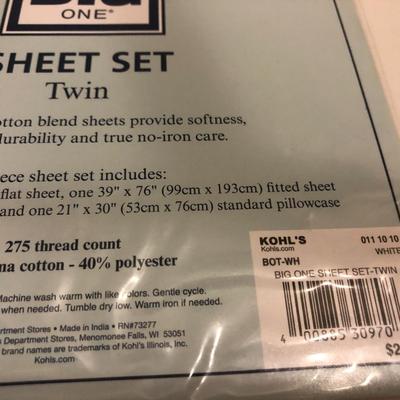 ONE®
SHEET SET
Twin
cotton blend sheets provide softness,
durability and true no-iron care.
piece sheet set includes:
flat sheet, one 39" x 76" (99cm x 193cm) fitted sheet
and one 21" x 30" (53cm x 76cm) standard pillowcase
275 thread count
cotton - 40% polyester
Machine wash warm with like colors. Gentle cycle.
when needed. Tumble dry low. Warm iron if needed.
Department Stores • Made in India • RN#73277
's Department Stores, Menomonee Falls, WI 53051
brand names are trademarks of Kohl's Illinois, Inc.
Kohls.com
KOHL'S 011 10 10
Kohls.com WHITE
BOT-WH
BIG ONE SHEET SET-TWIN
4 00885 30970
$2